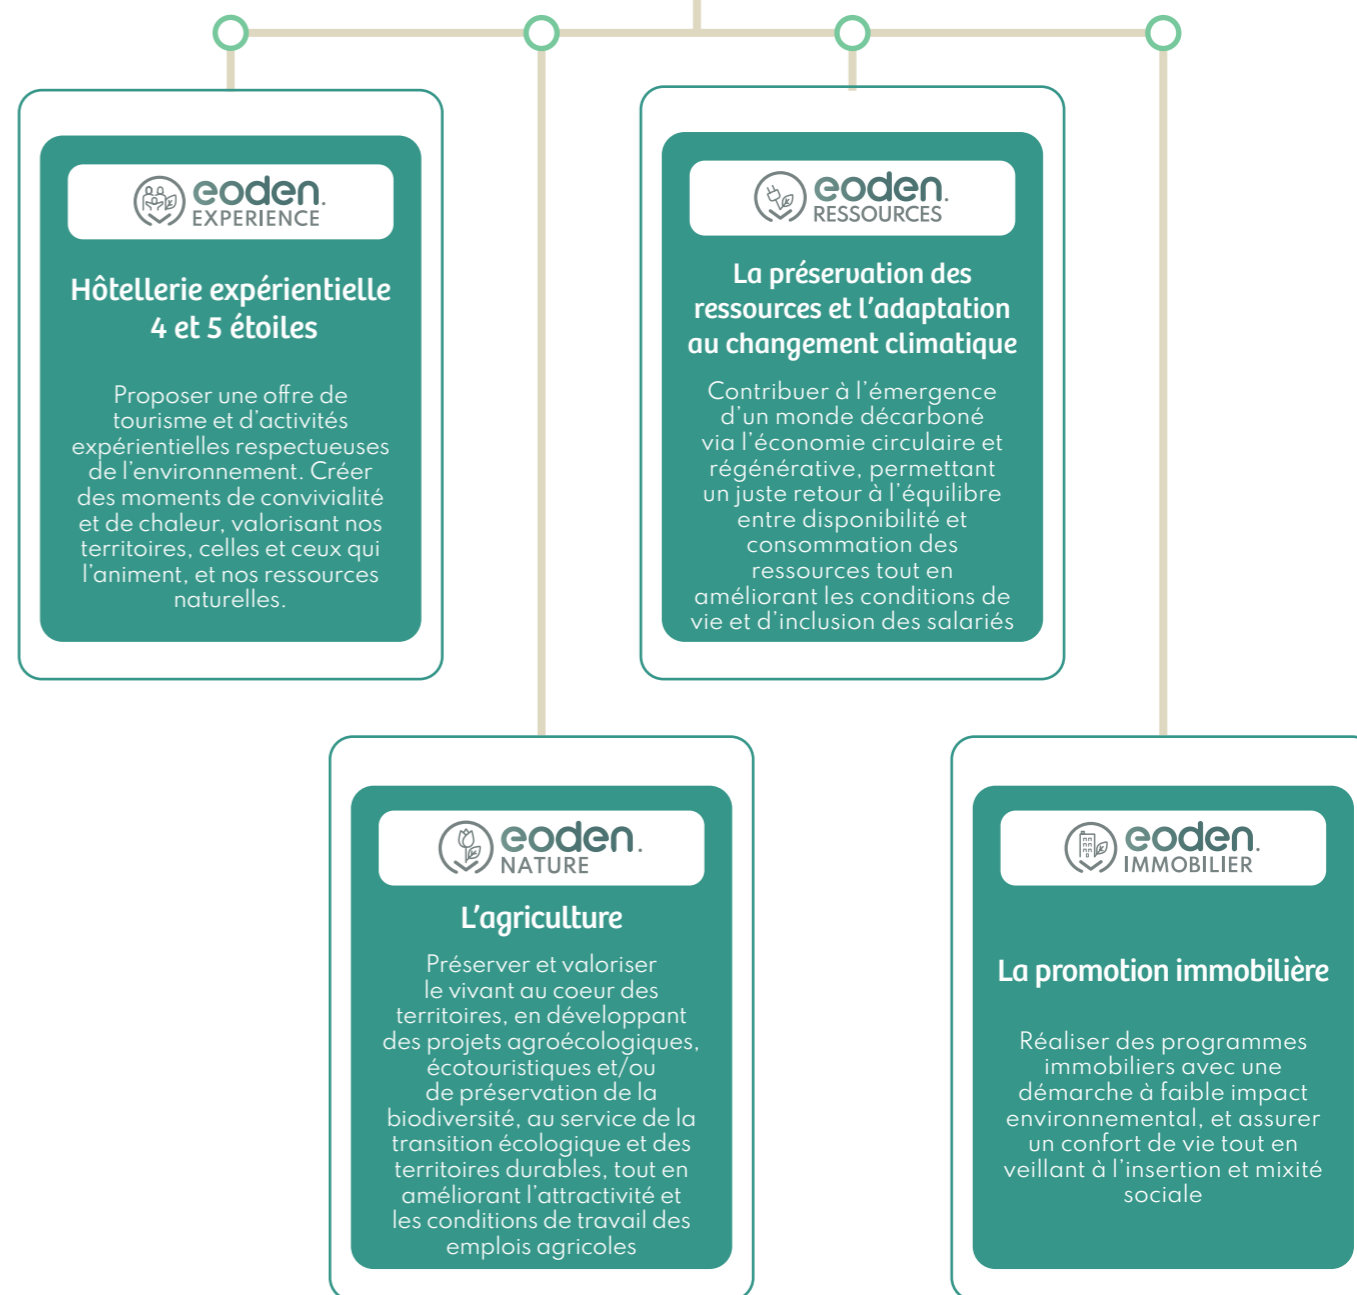 eoden.
EXPERIENCE
Hôtellerie expérientielle
4 et 5 étoiles
Proposer une offre de
tourisme et d'activités
expérientielles respectueuses
de l'environnement. Créer
des moments de convivialité
et de chaleur, valorisant nos
territoires, celles et ceux qui
l'animent, et nos ressources
naturelles.
eoden.
RESSOURCES
La préservation des
ressources et l'adaptation
au changement climatique
Contribuer à l'émergence
d'un monde décarboné
via l'économie circulaire et
régénérative, permettant
un juste retour à l'équilibre
entre disponibilité et
consommation des
ressources tout en
améliorant les conditions de
vie et d'inclusion des salariés
eoden.
NATURE
L'agriculture
Préserver et valoriser
le vivant au coeur des
territoires, en développant
des projets agroécologiques,
écotouristiques et/ou
de préservation de la
biodiversité, au service de la
transition écologique et des
territoires durables, tout en
améliorant l'attractivité et
les conditions de travail des
emplois agricoles
eoden.
IMMOBILIER
La promotion immobilière
Réaliser des programmes
immobiliers avec une
démarche à faible impact
environnemental, et assurer
un confort de vie tout en
veillant à l'insertion et mixité
sociale